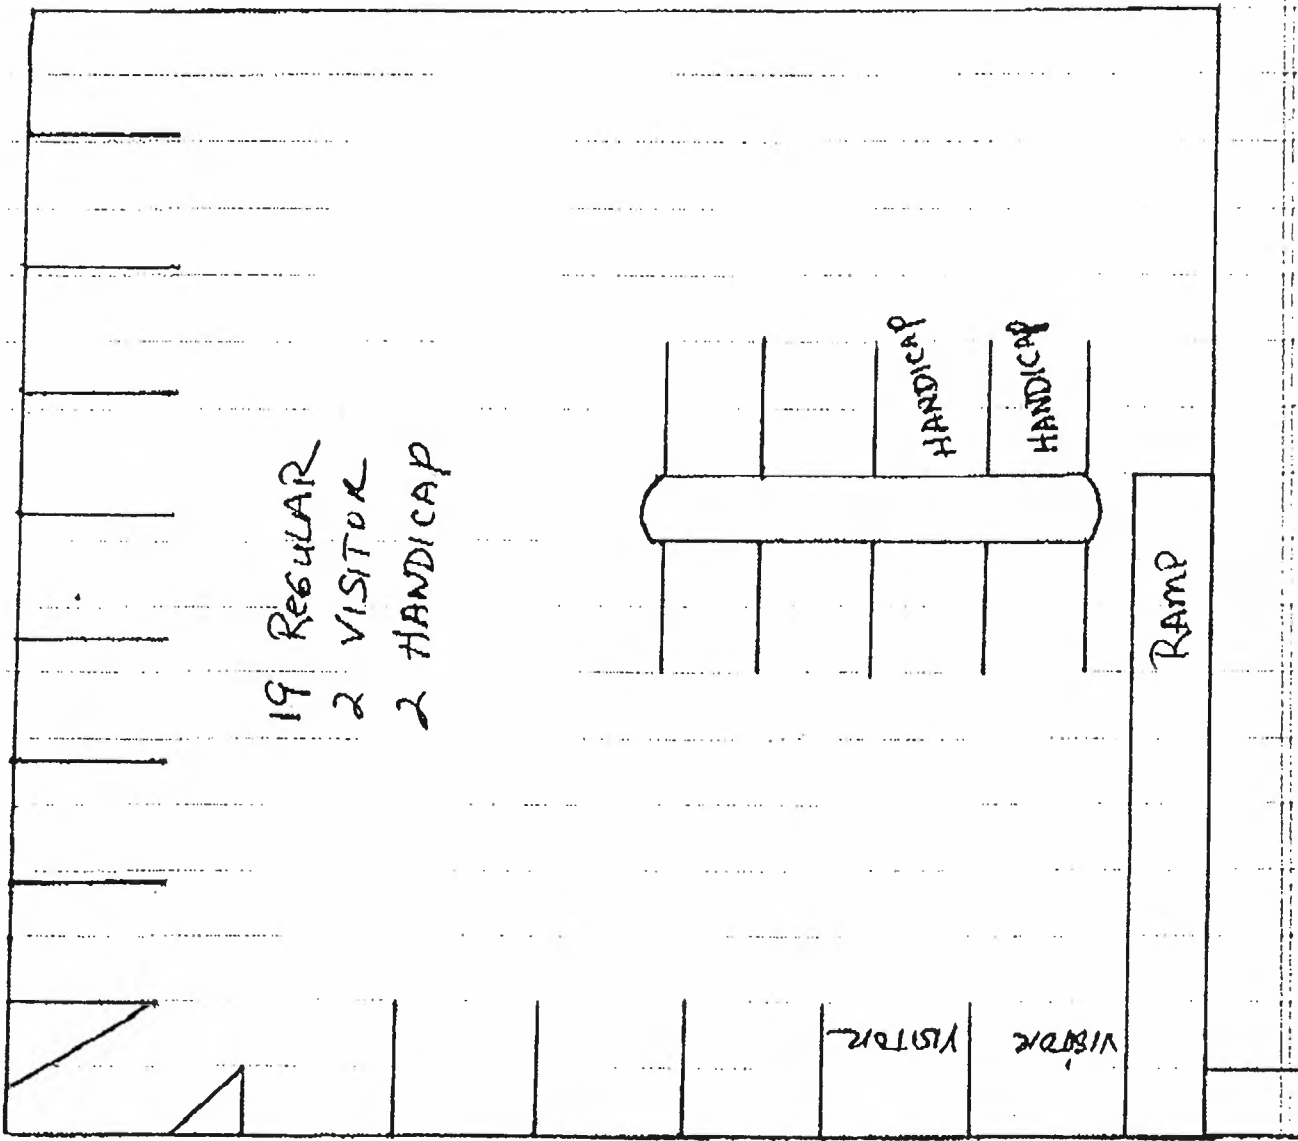 19 REGULAR
2 VISITOR
2 HANDICAP
HANDICAP
HANDICAP
RAMP
VISITOR
VISITOR